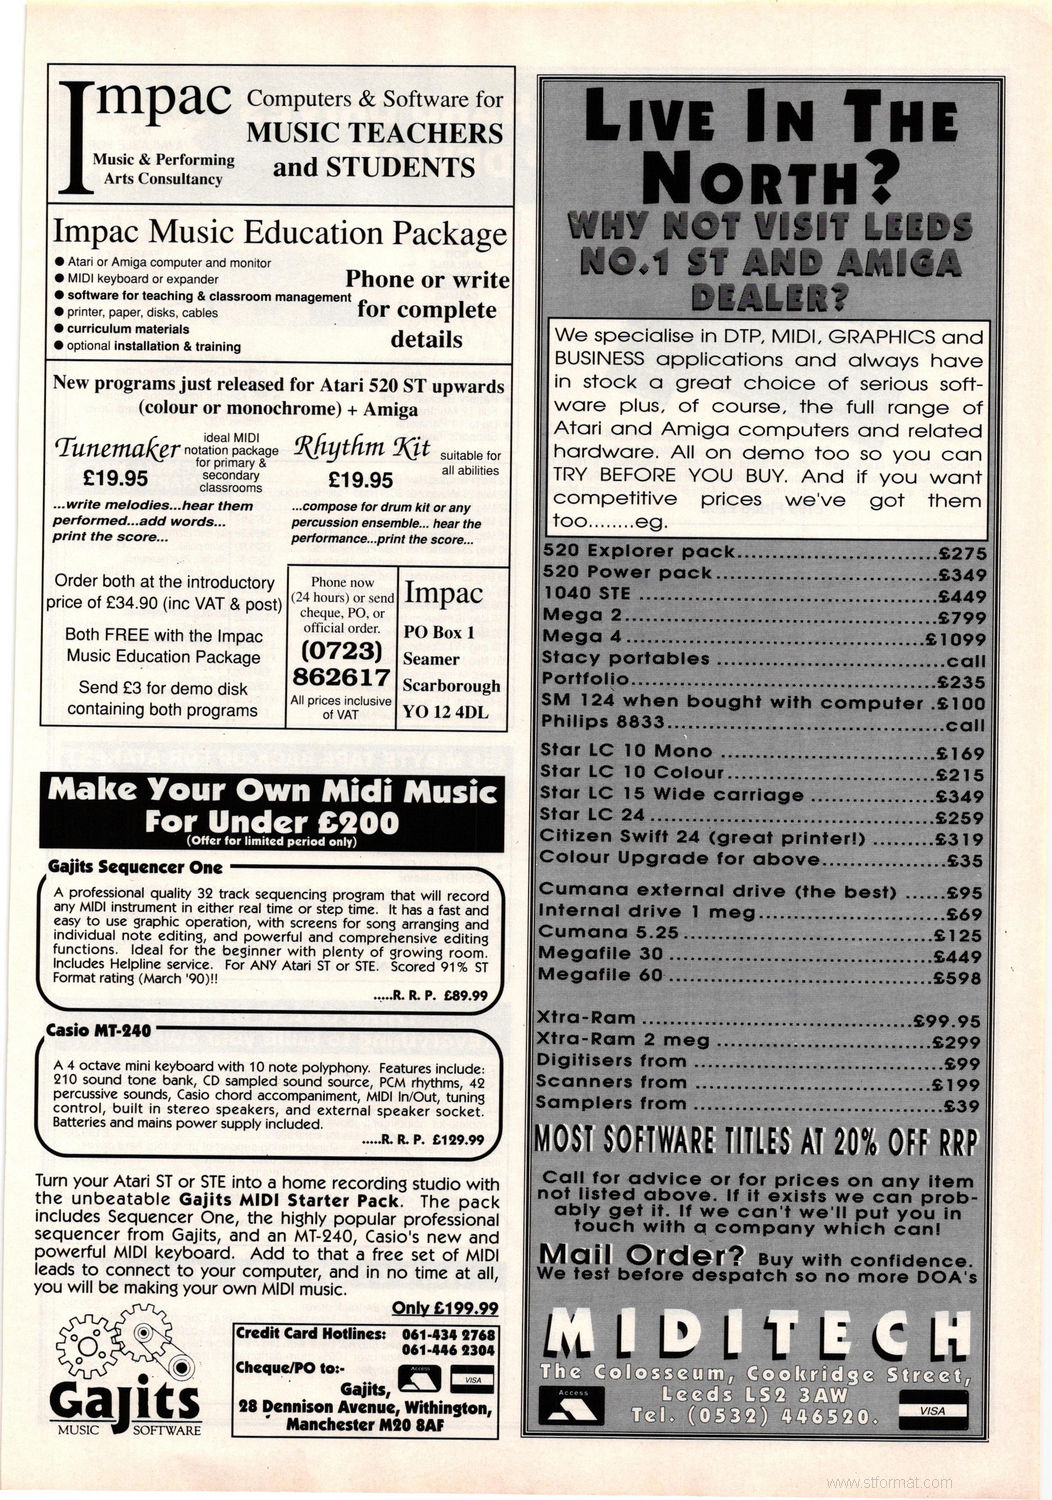 Impac
Music & Performing
Arts Consultancy
Computers & Software for
MUSIC TEACHERS
and STUDENTS
Impac Music Education Package
● Atari or Amiga computer and monitor
● MIDI keyboard or expander
● software for teaching & classroom management
● printer, paper, disks, cables
● curriculum materials
● optional installation & training
Phone or write
for complete
details
New programs just released for Atari 520 ST upwards
(colour or monochrome) + Amiga
Tunemaker
£19.95
ideal MIDI
notation package
for primary &
secondary
classrooms
...write melodies...hear them
performed...add words...
print the score...
Rhythm Kit
£19.95
suitable for
all abilities
...compose for drum kit or any
percussion ensemble... hear the
performance...print the score...
Order both at the introductory
price of £34.90 (inc VAT & post)
Both FREE with the Impac
Music Education Package
Send £3 for demo disk
containing both programs
Phone now
(24 hours) or send
cheque, PO, or
official order.
(0723)
862617
All prices inclusive
of VAT
Impac
PO Box 1
Seamer
Scarborough
YO 12 4DL
Make Your Own Midi Music
For Under £200
(Offer for limited period only)
Gajits Sequencer One
A professional quality 32 track sequencing program that will record
any MIDI instrument in either real time or step time. It has a fast and
easy to use graphic operation, with screens for song arranging and
individual note editing, and powerful and comprehensive editing
functions. Ideal for the beginner with plenty of growing room.
Includes Helpline service. For ANY Atari ST or STE. Scored 91% ST
Format rating (March '90)!!
.....R. R. P. £89.99
Casio MT-240
A 4 octave mini keyboard with 10 note polyphony. Features include:
210 sound tone bank, CD sampled sound source, PCM rhythms, 42
percussive sounds, Casio chord accompaniment, MIDI In/Out, tuning
control, built in stereo speakers, and external speaker socket.
Batteries and mains power supply included.
.....R. R. P. £129.99
Turn your Atari ST or STE into a home recording studio with
the unbeatable Gajits MIDI Starter Pack. The pack
includes Sequencer One, the highly popular professional
sequencer from Gajits, and an MT-240, Casio's new and
powerful MIDI keyboard. Add to that a free set of MIDI
leads to connect to your computer, and in no time at all,
you will be making your own MIDI music.
Only £199.99
Gajits
MUSIC SOFTWARE
Credit Card Hotlines: 061-434 2768
061-446 2304
Cheque/PO to:-
Access
VISA
Gajits,
28 Dennison Avenue, Withington,
Manchester M20 8AF
LIVE IN THE
NORTH?
WHY NOT VISIT LEEDS
NO.1 ST AND AMIGA
DEALER?
We specialise in DTP, MIDI, GRAPHICS and
BUSINESS applications and always have
in stock a great choice of serious soft-
ware plus, of course, the full range of
Atari and Amiga computers and related
hardware. All on demo too so you can
TRY BEFORE YOU BUY. And if you want
competitive prices we've got them
too........eg.
520 Explorer pack.............................£275
520 Power pack................................£349
1040 STE ..........................................£449
Mega 2.............................................£799
Mega 4...........................................£1099
Stacy portables .................................call
Portfolio............................................£235
SM 124 when bought with computer .£100
Philips 8833........................................call
Star LC 10 Mono ...............................£169
Star LC 10 Colour..............................£215
Star LC 15 Wide carriage ..................£349
Star LC 24.........................................£259
Citizen Swift 24 (great printer!) .........£319
Colour Upgrade for above..................£35
Cumana external drive (the best) ......£95
Internal drive 1 meg...........................£69
Cumana 5.25....................................£125
Megafile 30 .......................................£449
Megafile 60 .......................................£598
Xtra-Ram .......................................£99.95
Xtra-Ram 2 meg ................................£299
Digitisers from .....................................£99
Scanners from ..................................£199
Samplers from ....................................£39
MOST SOFTWARE TITLES AT 20% OFF RRP
Call for advice or for prices on any item
not listed above. If it exists we can prob-
ably get it. If we can't we'll put you in
touch with a company which can!
Mail Order? Buy with confidence.
We test before despatch so no more DOA's
MIDITECH
The Colosseum, Cookridge Street,
Leeds LS2 3AW
Tel. (0532) 446520.
Access
VISA
www.stformat.com